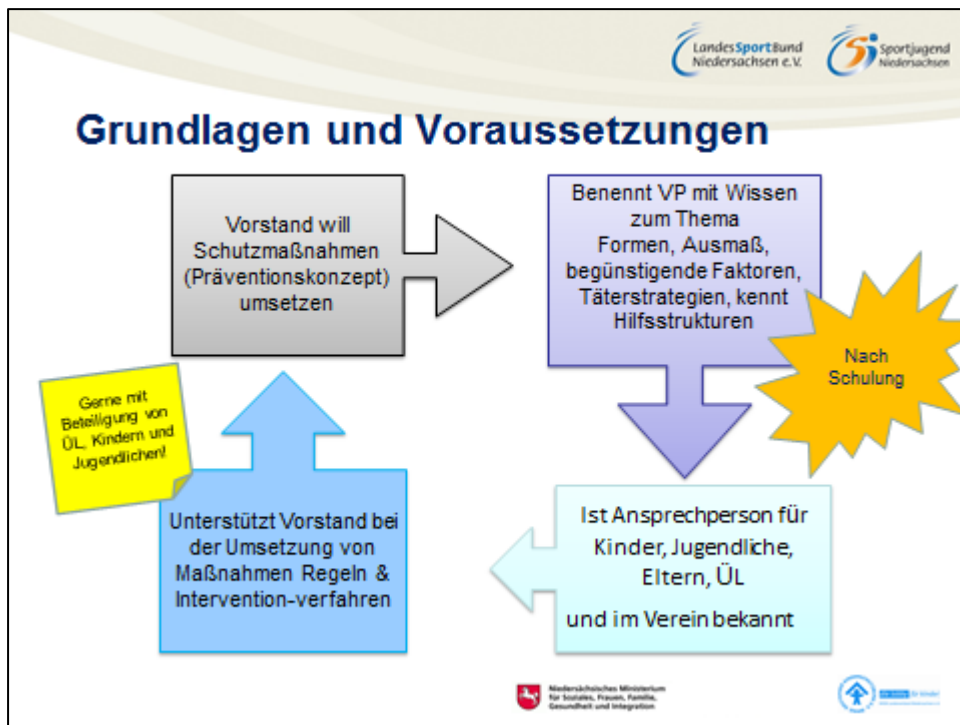 LandesSportBund
Niedersachsen e.V.
Sportjugend
Niedersachsen
Grundlagen und Voraussetzungen
Vorstand will
Schutzmaßnahmen
(Präventionskonzept)
umsetzen
Benennt VP mit Wissen
zum Thema
Formen, Ausmaß,
begünstigende Faktoren,
Täterstrategien, kennt
Hilfsstrukturen
Nach
Schulung
Ist Ansprechperson für
Kinder, Jugendliche,
Eltern, ÜL
und im Verein bekannt
Gerne mit
Beteiligung von
ÜL, Kindern und
Jugendlichen!
Unterstützt Vorstand bei
der Umsetzung von
Maßnahmen Regeln &
Intervention-verfahren
Niedersächsisches Ministerium
für Soziales, Frauen, Familie,
Gesundheit und Integration